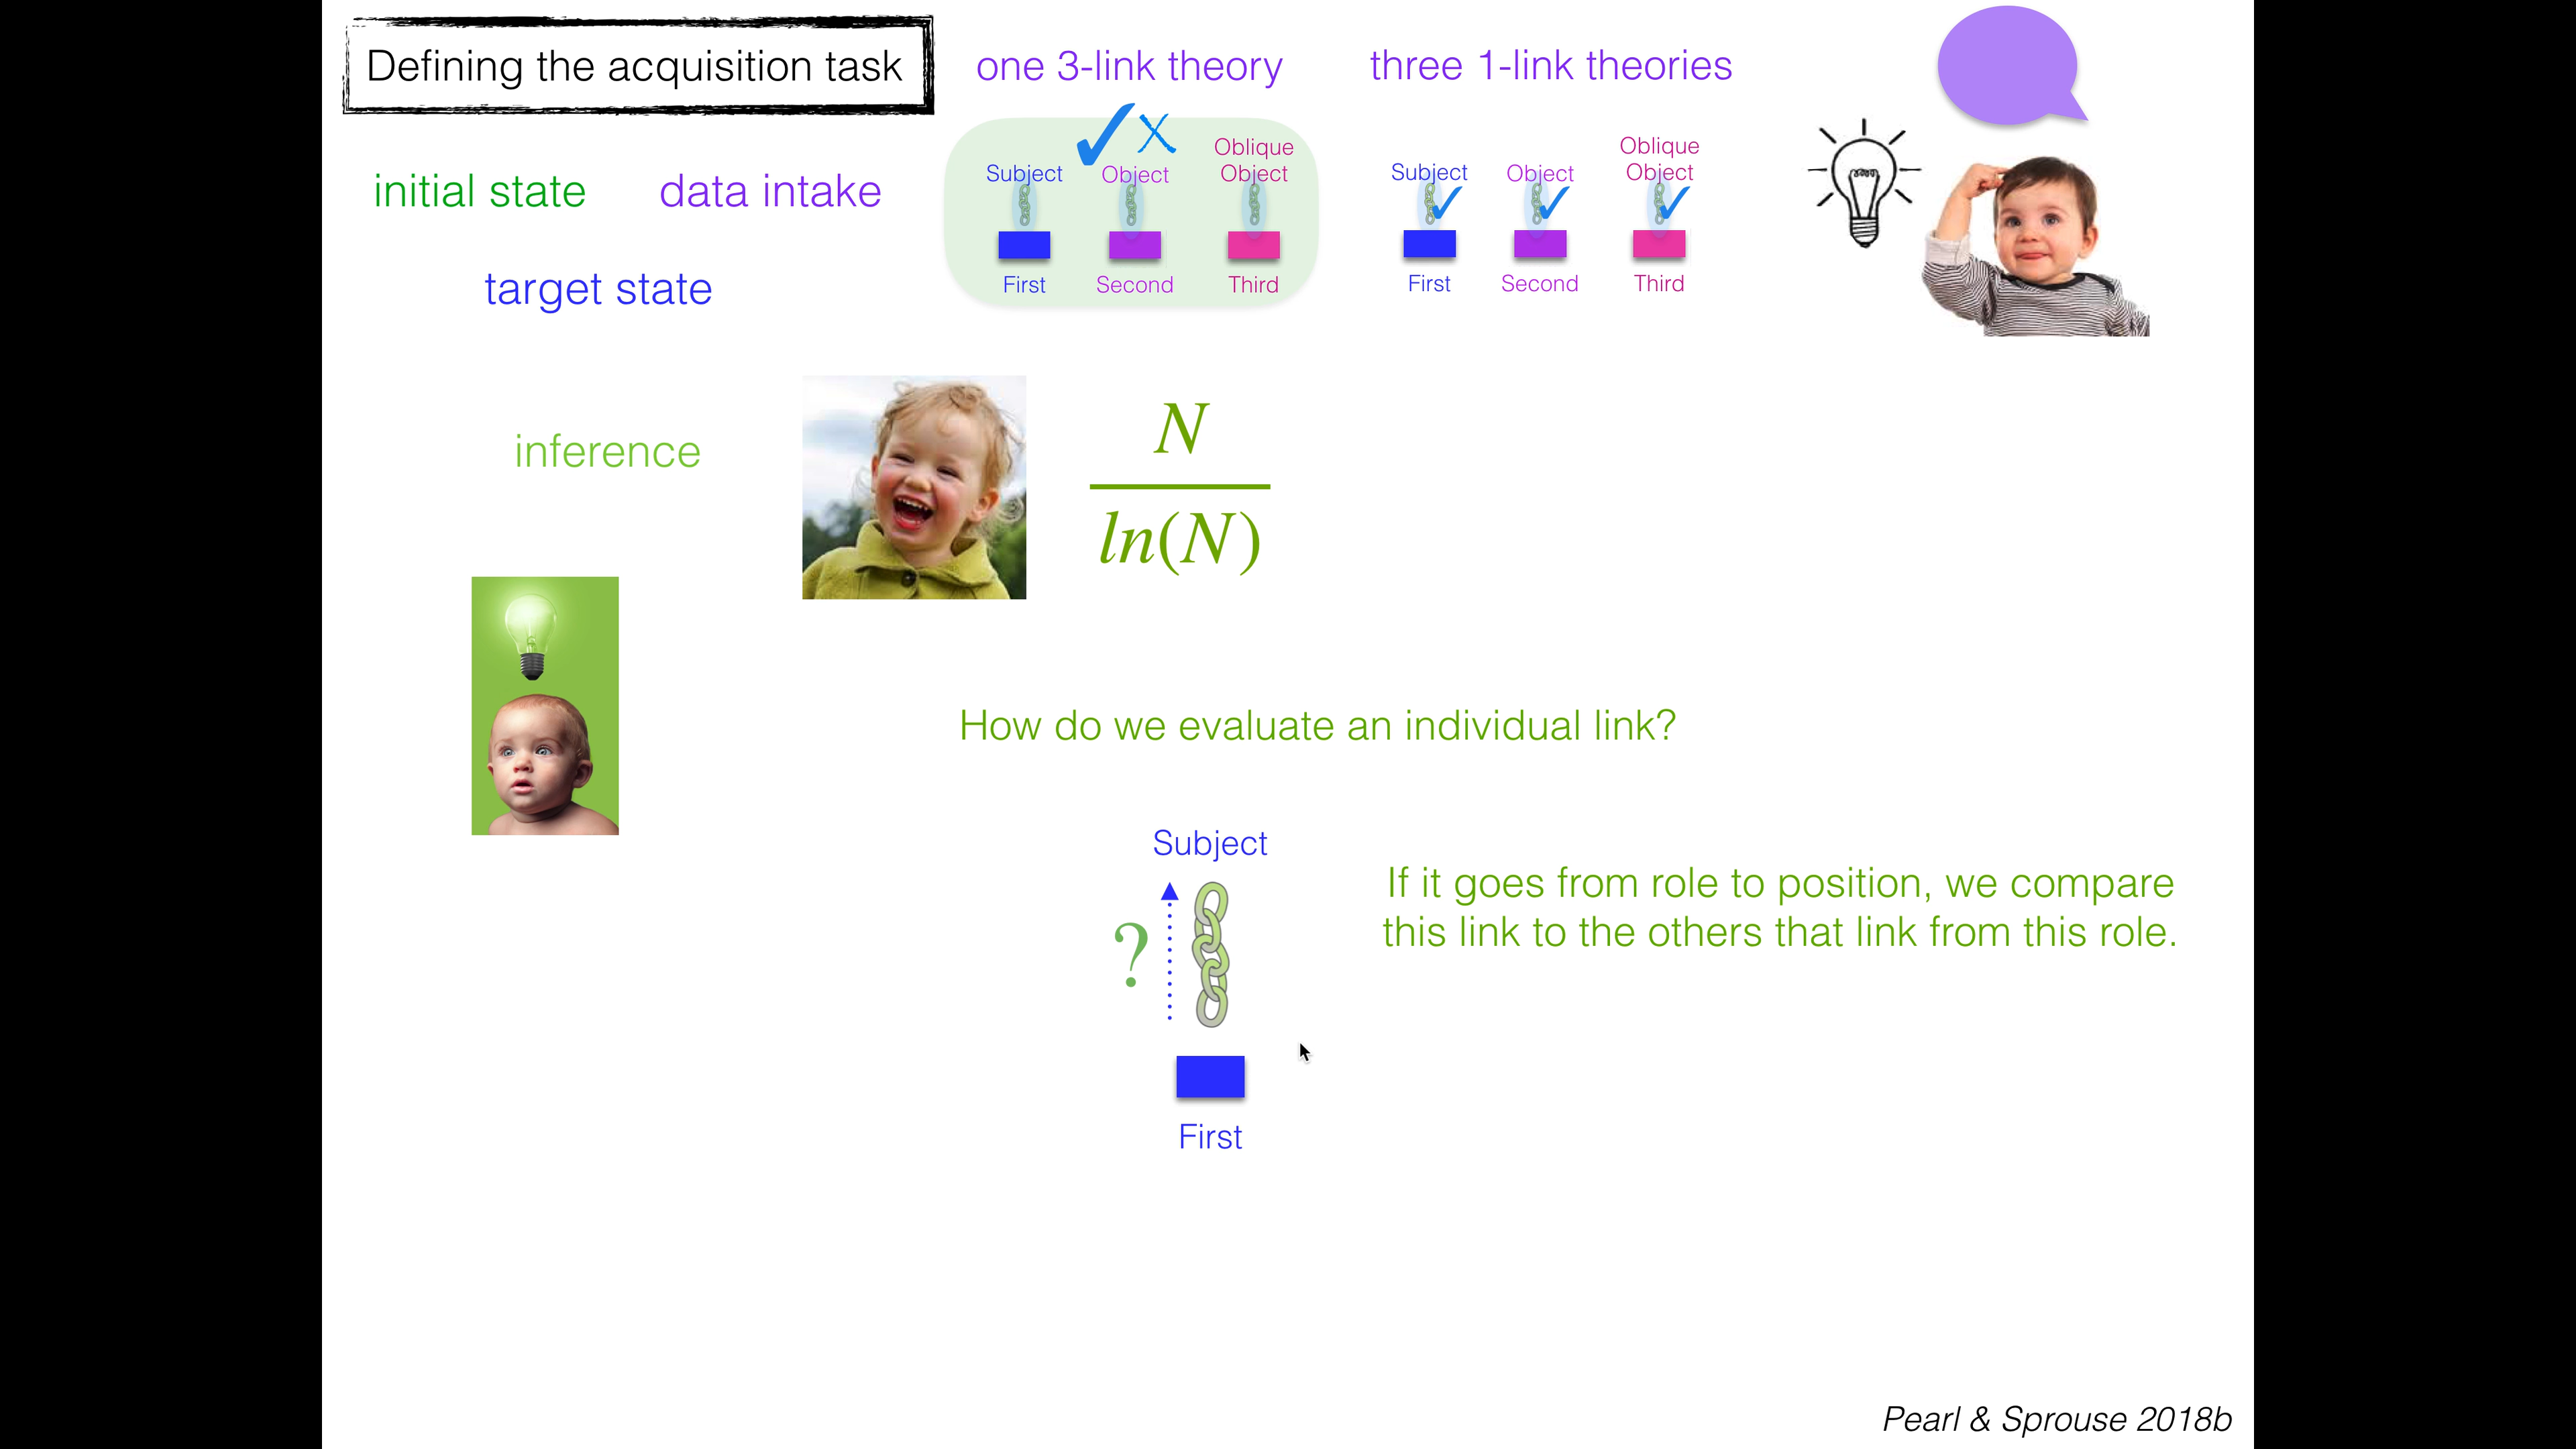 Defining the acquisition task
one 3-link theory
three 1-link theories
initial state
data intake
target state
✓ X
Subject
Object
Oblique
Object
First
Second
Third
Subject
Object
Oblique
Object
✓ ✓ ✓
First
Second
Third
inference
N
ln(N)
How do we evaluate an individual link?
Subject
?
First
If it goes from role to position, we compare
this link to the others that link from this role.
Pearl & Sprouse 2018b